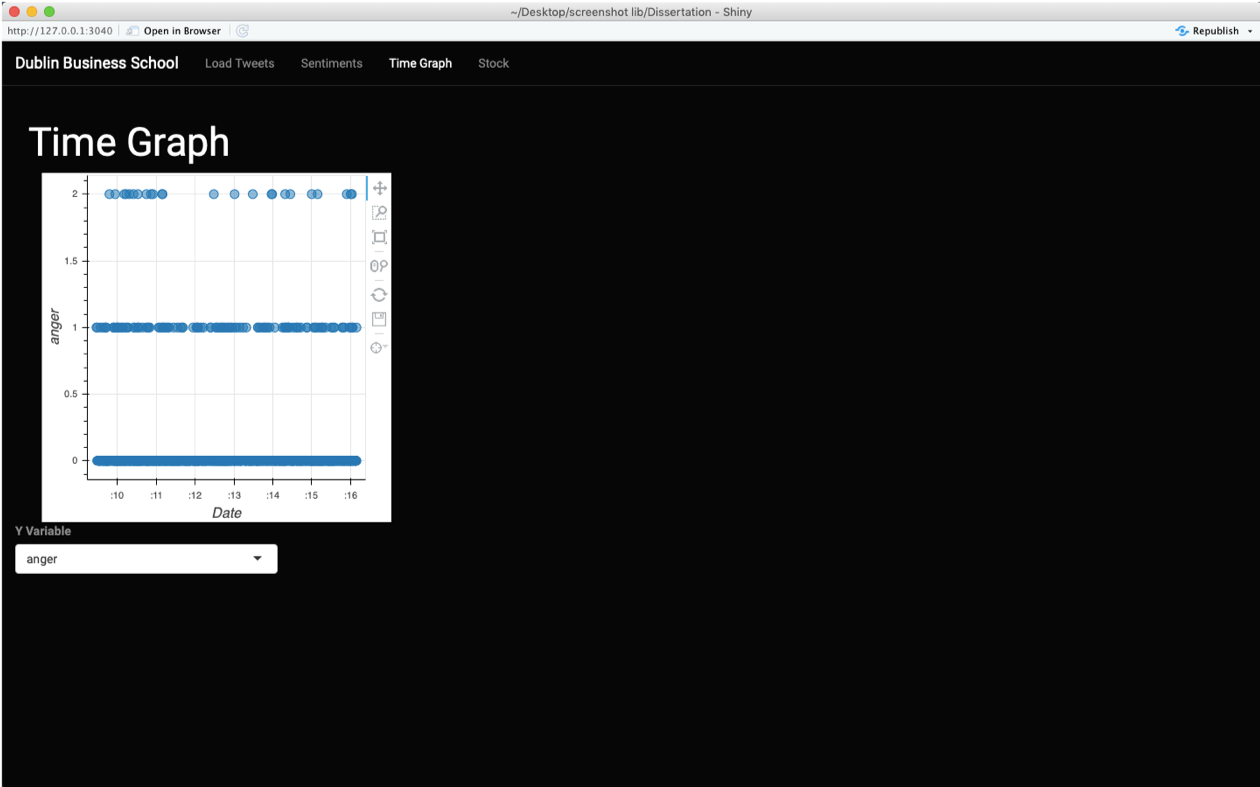 ~/Desktop/screenshot lib/Dissertation - Shiny
http://127.0.0.1:3040 Open in Browser Republish
Dublin Business School Load Tweets Sentiments Time Graph Stock
Time Graph
2
1.5
1
0.5
0
anger
:10 :11 :12 :13 :14 :15 :16
Date
Y Variable
anger